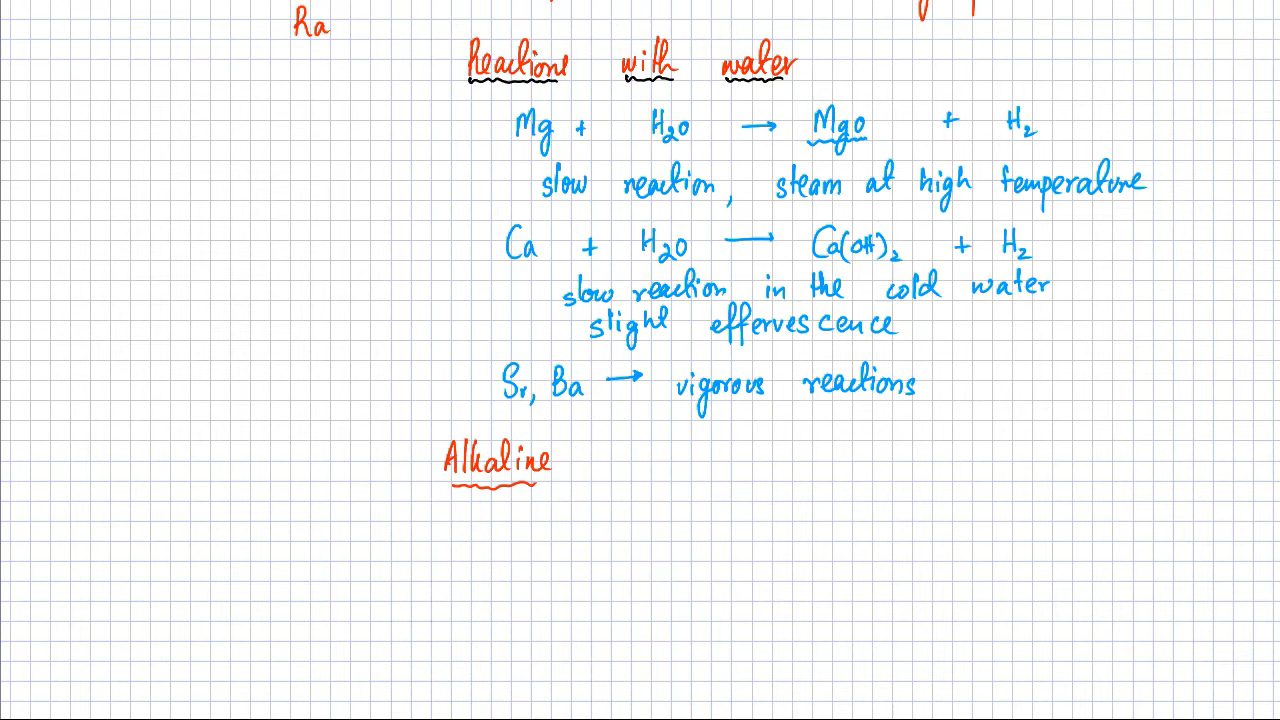 Ra
Reactions with water
Mg + H₂O → MgO + H₂
slow reaction, steam at high temperature
Ca + H₂O → Ca(OH)₂ + H₂
slow reaction in the cold water
slight effervescence
Sr, Ba → vigorous reactions
Alkaline